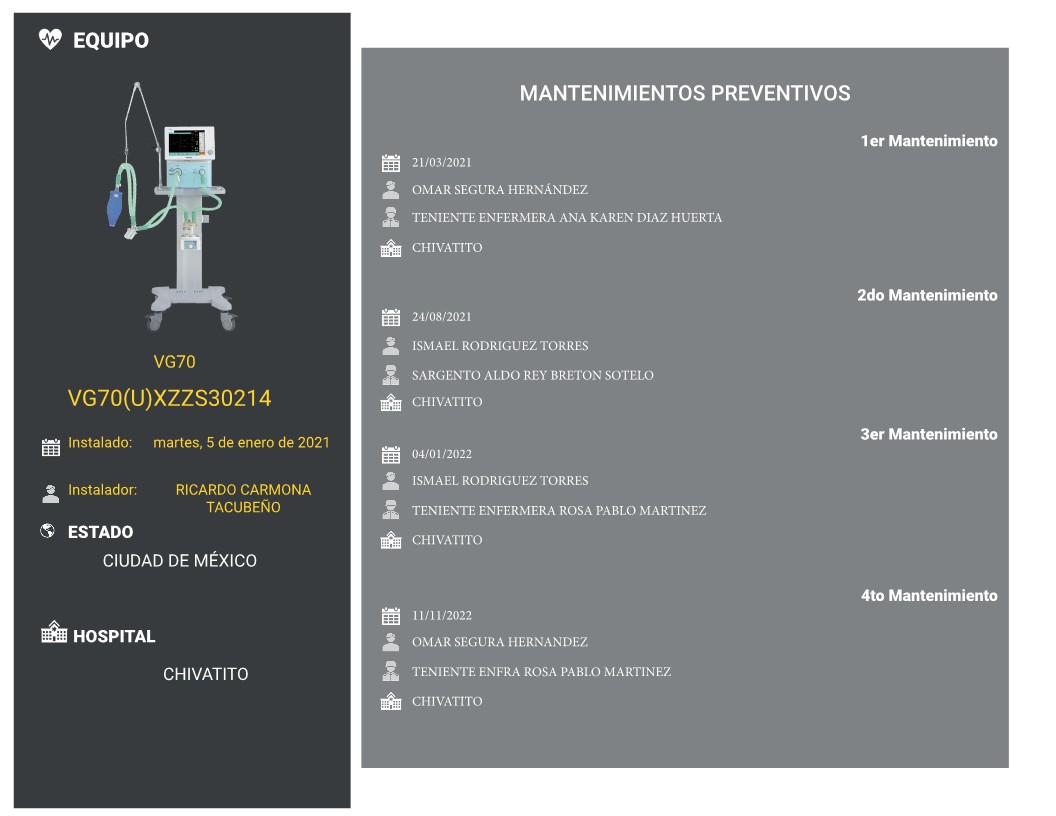 EQUIPO
VG70
VG70(U)XZZS30214
Instalado: martes, 5 de enero de 2021
Instalador: RICARDO CARMONA
TACUBEÑO
ESTADO
CIUDAD DE MÉXICO
HOSPITAL
CHIVATITO
MANTENIMIENTOS PREVENTIVOS
1er Mantenimiento
21/03/2021
OMAR SEGURA HERNÁNDEZ
TENIENTE ENFERMERA ANA KAREN DIAZ HUERTA
CHIVATITO
2do Mantenimiento
24/08/2021
ISMAEL RODRIGUEZ TORRES
SARGENTO ALDO REY BRETON SOTELO
CHIVATITO
3er Mantenimiento
04/01/2022
ISMAEL RODRIGUEZ TORRES
TENIENTE ENFERMERA ROSA PABLO MARTINEZ
CHIVATITO
4to Mantenimiento
11/11/2022
OMAR SEGURA HERNANDEZ
TENIENTE ENFRA ROSA PABLO MARTINEZ
CHIVATITO